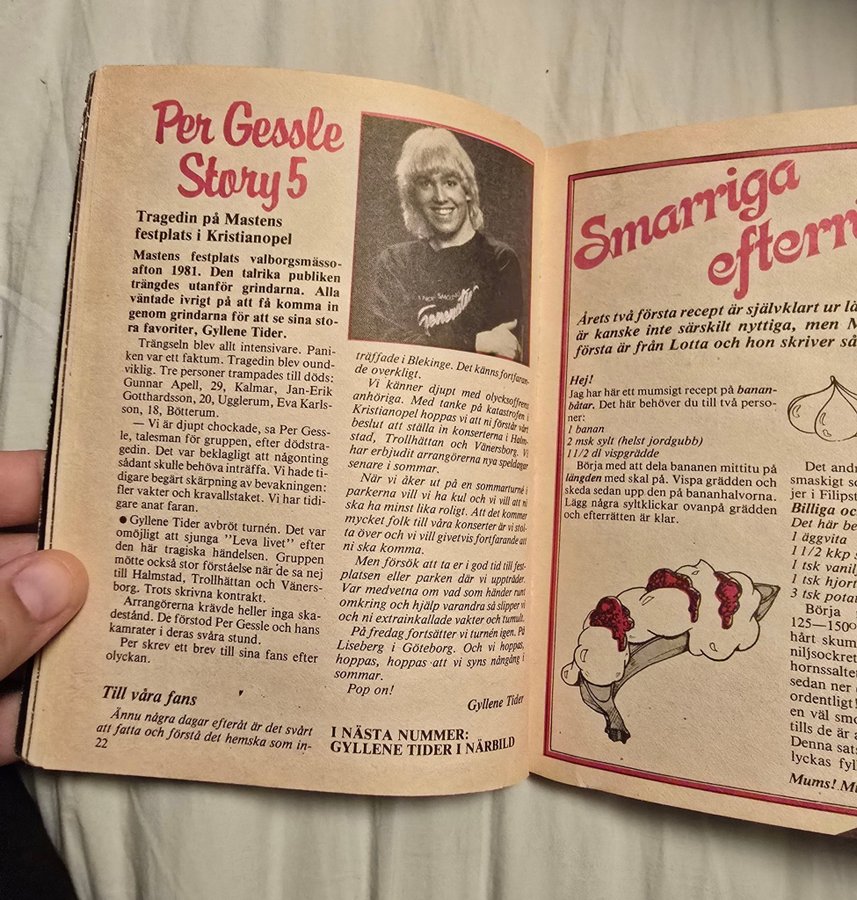 Per Gessle
Story 5
Tragedin på Mastens
festplats i Kristianopel
Mastens festplats valborgsmässo-
afton 1981. Den talrika publiken
trängdes utanför grindarna. Alla
väntade ivrigt på att få komma in
genom grindarna för att se sina sto-
ra favoriter, Gyllene Tider.
Trängseln blev allt intensivare. Pani-
ken var ett faktum. Tragedin blev ound-
viklig. Tre personer trampades till döds:
Gunnar Apell, 29, Kalmar, Jan-Erik
Gotthardsson, 20, Ugglerum, Eva Karls-
son, 18, Bötterum.
— Vi är djupt chockade, sa Per Gess-
le, talesman för gruppen, efter dödstra-
gedin. Det var beklagligt att någonting
sådant skulle behöva inträffa. Vi hade ti-
digare begärt skärpning av bevakningen:
fler vakter och kravallstaket. Vi har tidi-
gare anat faran.
● Gyllene Tider avbröt turnén. Det var
omöjligt att sjunga "Leva livet" efter
den här tragiska händelsen. Gruppen
mötte också stor förståelse när de sa nej
till Halmstad, Trollhättan och Väners-
borg. Trots skrivna kontrakt.
Arrangörerna krävde heller inga ska-
destånd. De förstod Per Gessle och hans
kamrater i deras svåra stund.
Per skrev ett brev till sina fans efter
olyckan.
Till våra fans
Ännu några dagar efteråt är det svårt
att fatta och förstå det hemska som in-
22
träffade i Blekinge. Det känns fortfaran-
de overkligt.
Vi känner djupt med olycksoffrens
anhöriga. Med tanke på katastrofen i
Kristianopel hoppas vi att ni förstår vårt
beslut att ställa in konserterna i Halm-
stad, Trollhättan och Vänersborg. Vi
har erbjudit arrangörerna nya speldagar
senare i sommar.
När vi åker ut på en sommarturné i
parkerna vill vi ha kul och vi vill att ni
ska ha minst lika roligt. Att det kommer
mycket folk till våra konserter är vi stol-
ta över och vi vill givetvis fortfarande att
ni ska komma.
Men försök att ta er i god tid till fest-
platsen eller parken där vi uppträder.
Var medvetna om vad som händer runt
omkring och hjälp varandra så slipper vi
och ni extrainkallade vakter och tumult.
På fredag fortsätter vi turnén igen. På
Liseberg i Göteborg. Och vi hoppas,
hoppas, hoppas att vi syns nångång i
sommar.
Pop on!
Gyllene Tider
I NÄSTA NUMMER:
GYLLENE TIDER I NÄRBILD
Smarriga
efterr
Årets två första recept är självklart ur lä
är kanske inte särskilt nyttiga, men M
första är från Lotta och hon skriver så
Hej!
Jag har här ett mumsigt recept på banan-
båtar. Det här behöver du till två perso-
ner:
1 banan
2 msk sylt (helst jordgubb)
1 1/2 dl vispgrädde
Börja med att dela bananen mittitu på
längden med skal på. Vispa grädden och
skeda sedan upp den på bananhalvorna.
Lägg några syltklickar ovanpå grädden
och efterrätten är klar.
Det andr
smaskigt so
jer i Filipst
Billiga oc
Det här be
1 äggvita
1 1/2 kkp s
1 tsk vanilj
1 tsk hjort
3 tsk potat
Börja
125—150°
hårt skum
niljsocket
hornssaltet
sedan ner
ordentligt!
en väl smo
tills de är a
Denna sats
lyckas fyl
Mums! Mu